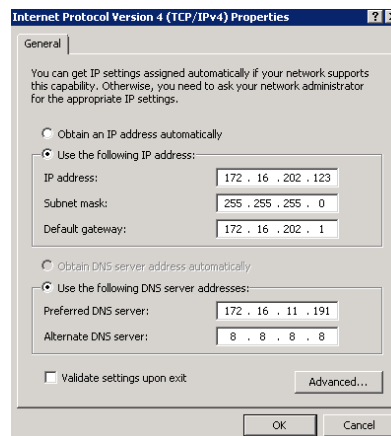 Internet Protocol Version 4 (TCP/IPv4) Properties ?
General
You can get IP settings assigned automatically if your network supports
this capability. Otherwise, you need to ask your network administrator
for the appropriate IP settings.
Obtain an IP address automatically
Use the following IP address:
IP address: 172 . 16 . 202 . 123
Subnet mask: 255 . 255 . 255 . 0
Default gateway: 172 . 16 . 202 . 1
Obtain DNS server address automatically
Use the following DNS server addresses:
Preferred DNS server: 172 . 16 . 11 . 191
Alternate DNS server: 8 . 8 . 8 . 8
Validate settings upon exit Advanced...
OK Cancel